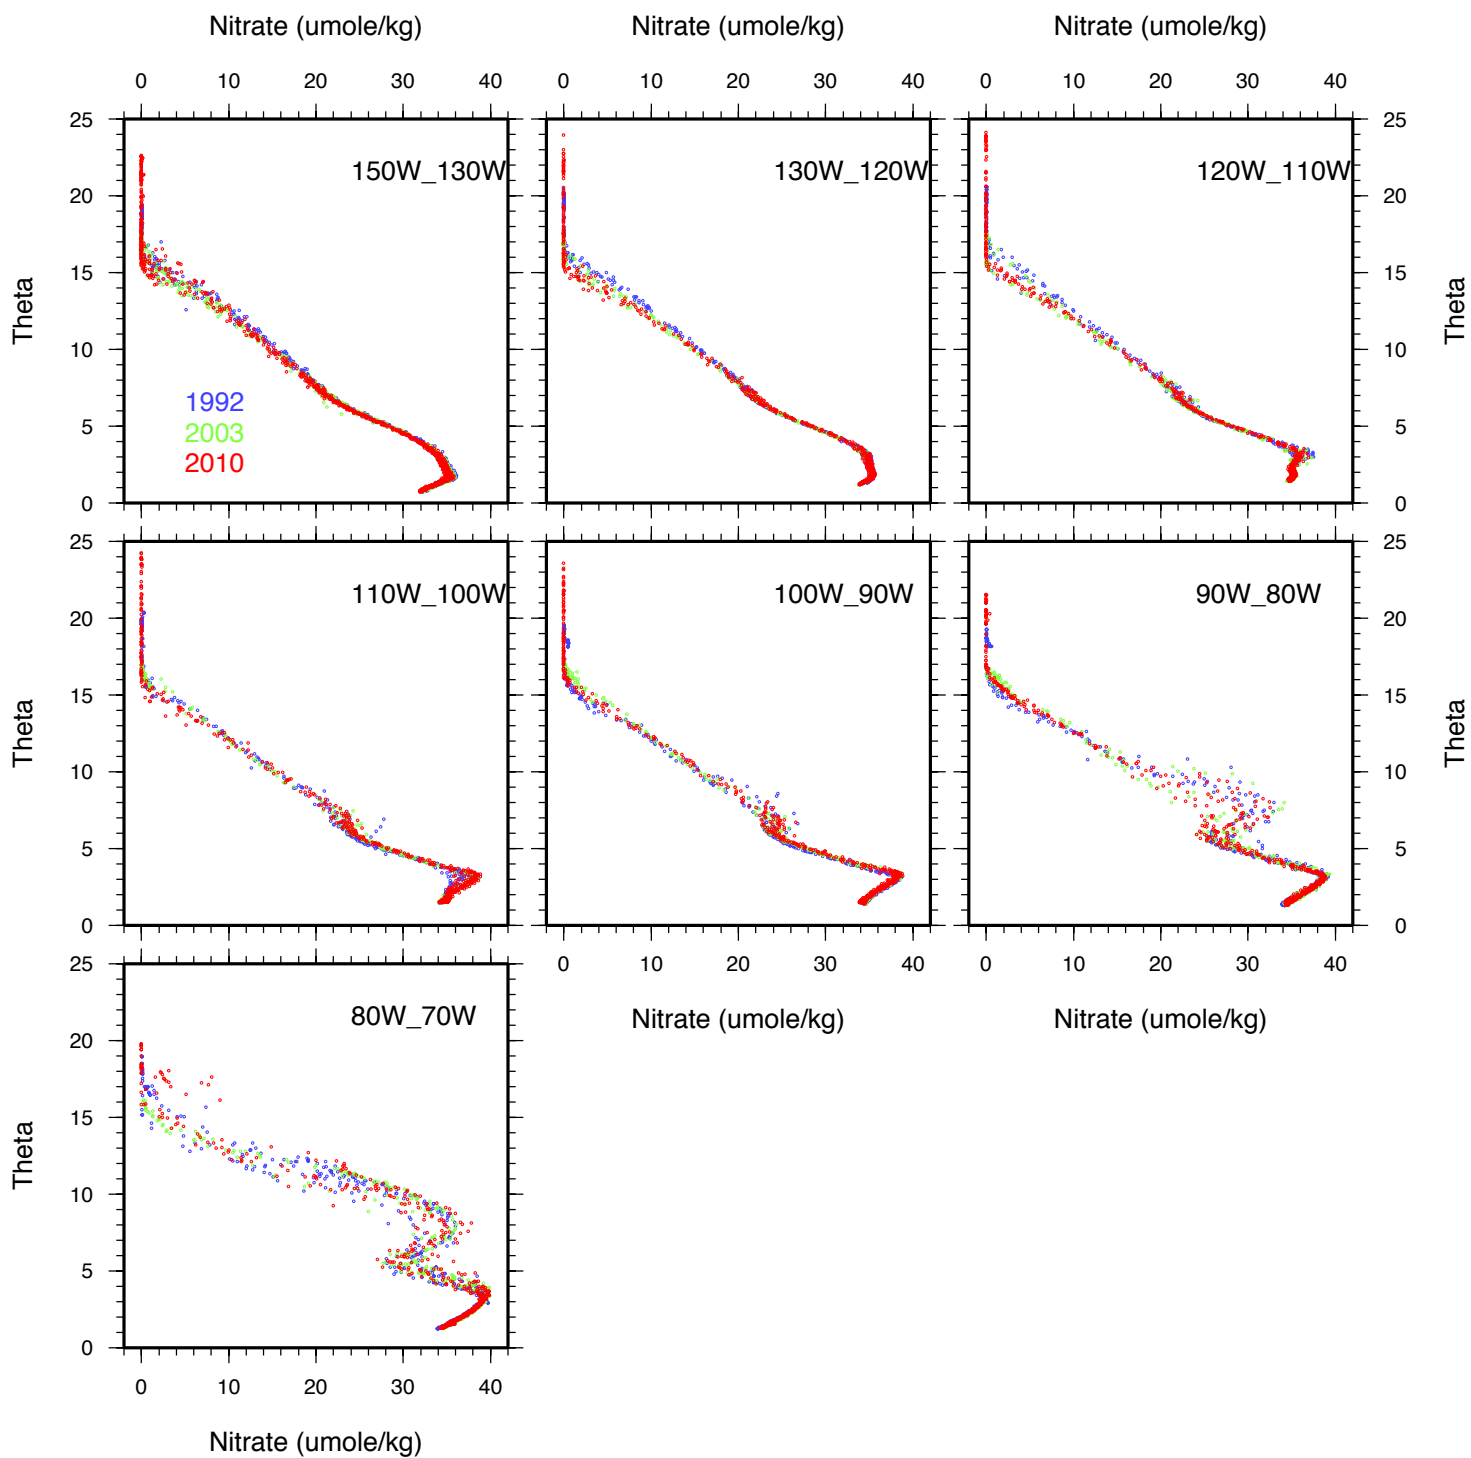 Nitrate (umole/kg) Nitrate (umole/kg) Nitrate (umole/kg)
0 10 20 30 40 0 10 20 30 40 0 10 20 30 40
25 25
150W_130W 130W_120W 120W_110W
20 20
15 15
Theta Theta
10 10
1992
2003
2010
5 5
0 0
25 25
110W_100W 100W_90W 90W_80W
20 20
15 15
Theta Theta
10 10
5 5
0 0
0 10 20 30 40 0 10 20 30 40
Nitrate (umole/kg) Nitrate (umole/kg)
25
80W_70W
20
15
Theta
10
5
0
0 10 20 30 40
Nitrate (umole/kg)